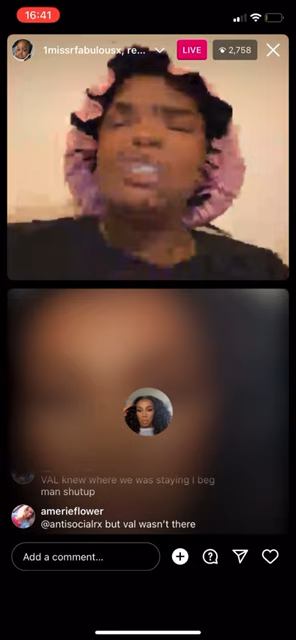 16:41
1missrfabulousx, re...
LIVE
2,758
VAL knew where we was staying I beg
man shutup
amerieflower
@antisocialrx but val wasn't there
Add a comment...